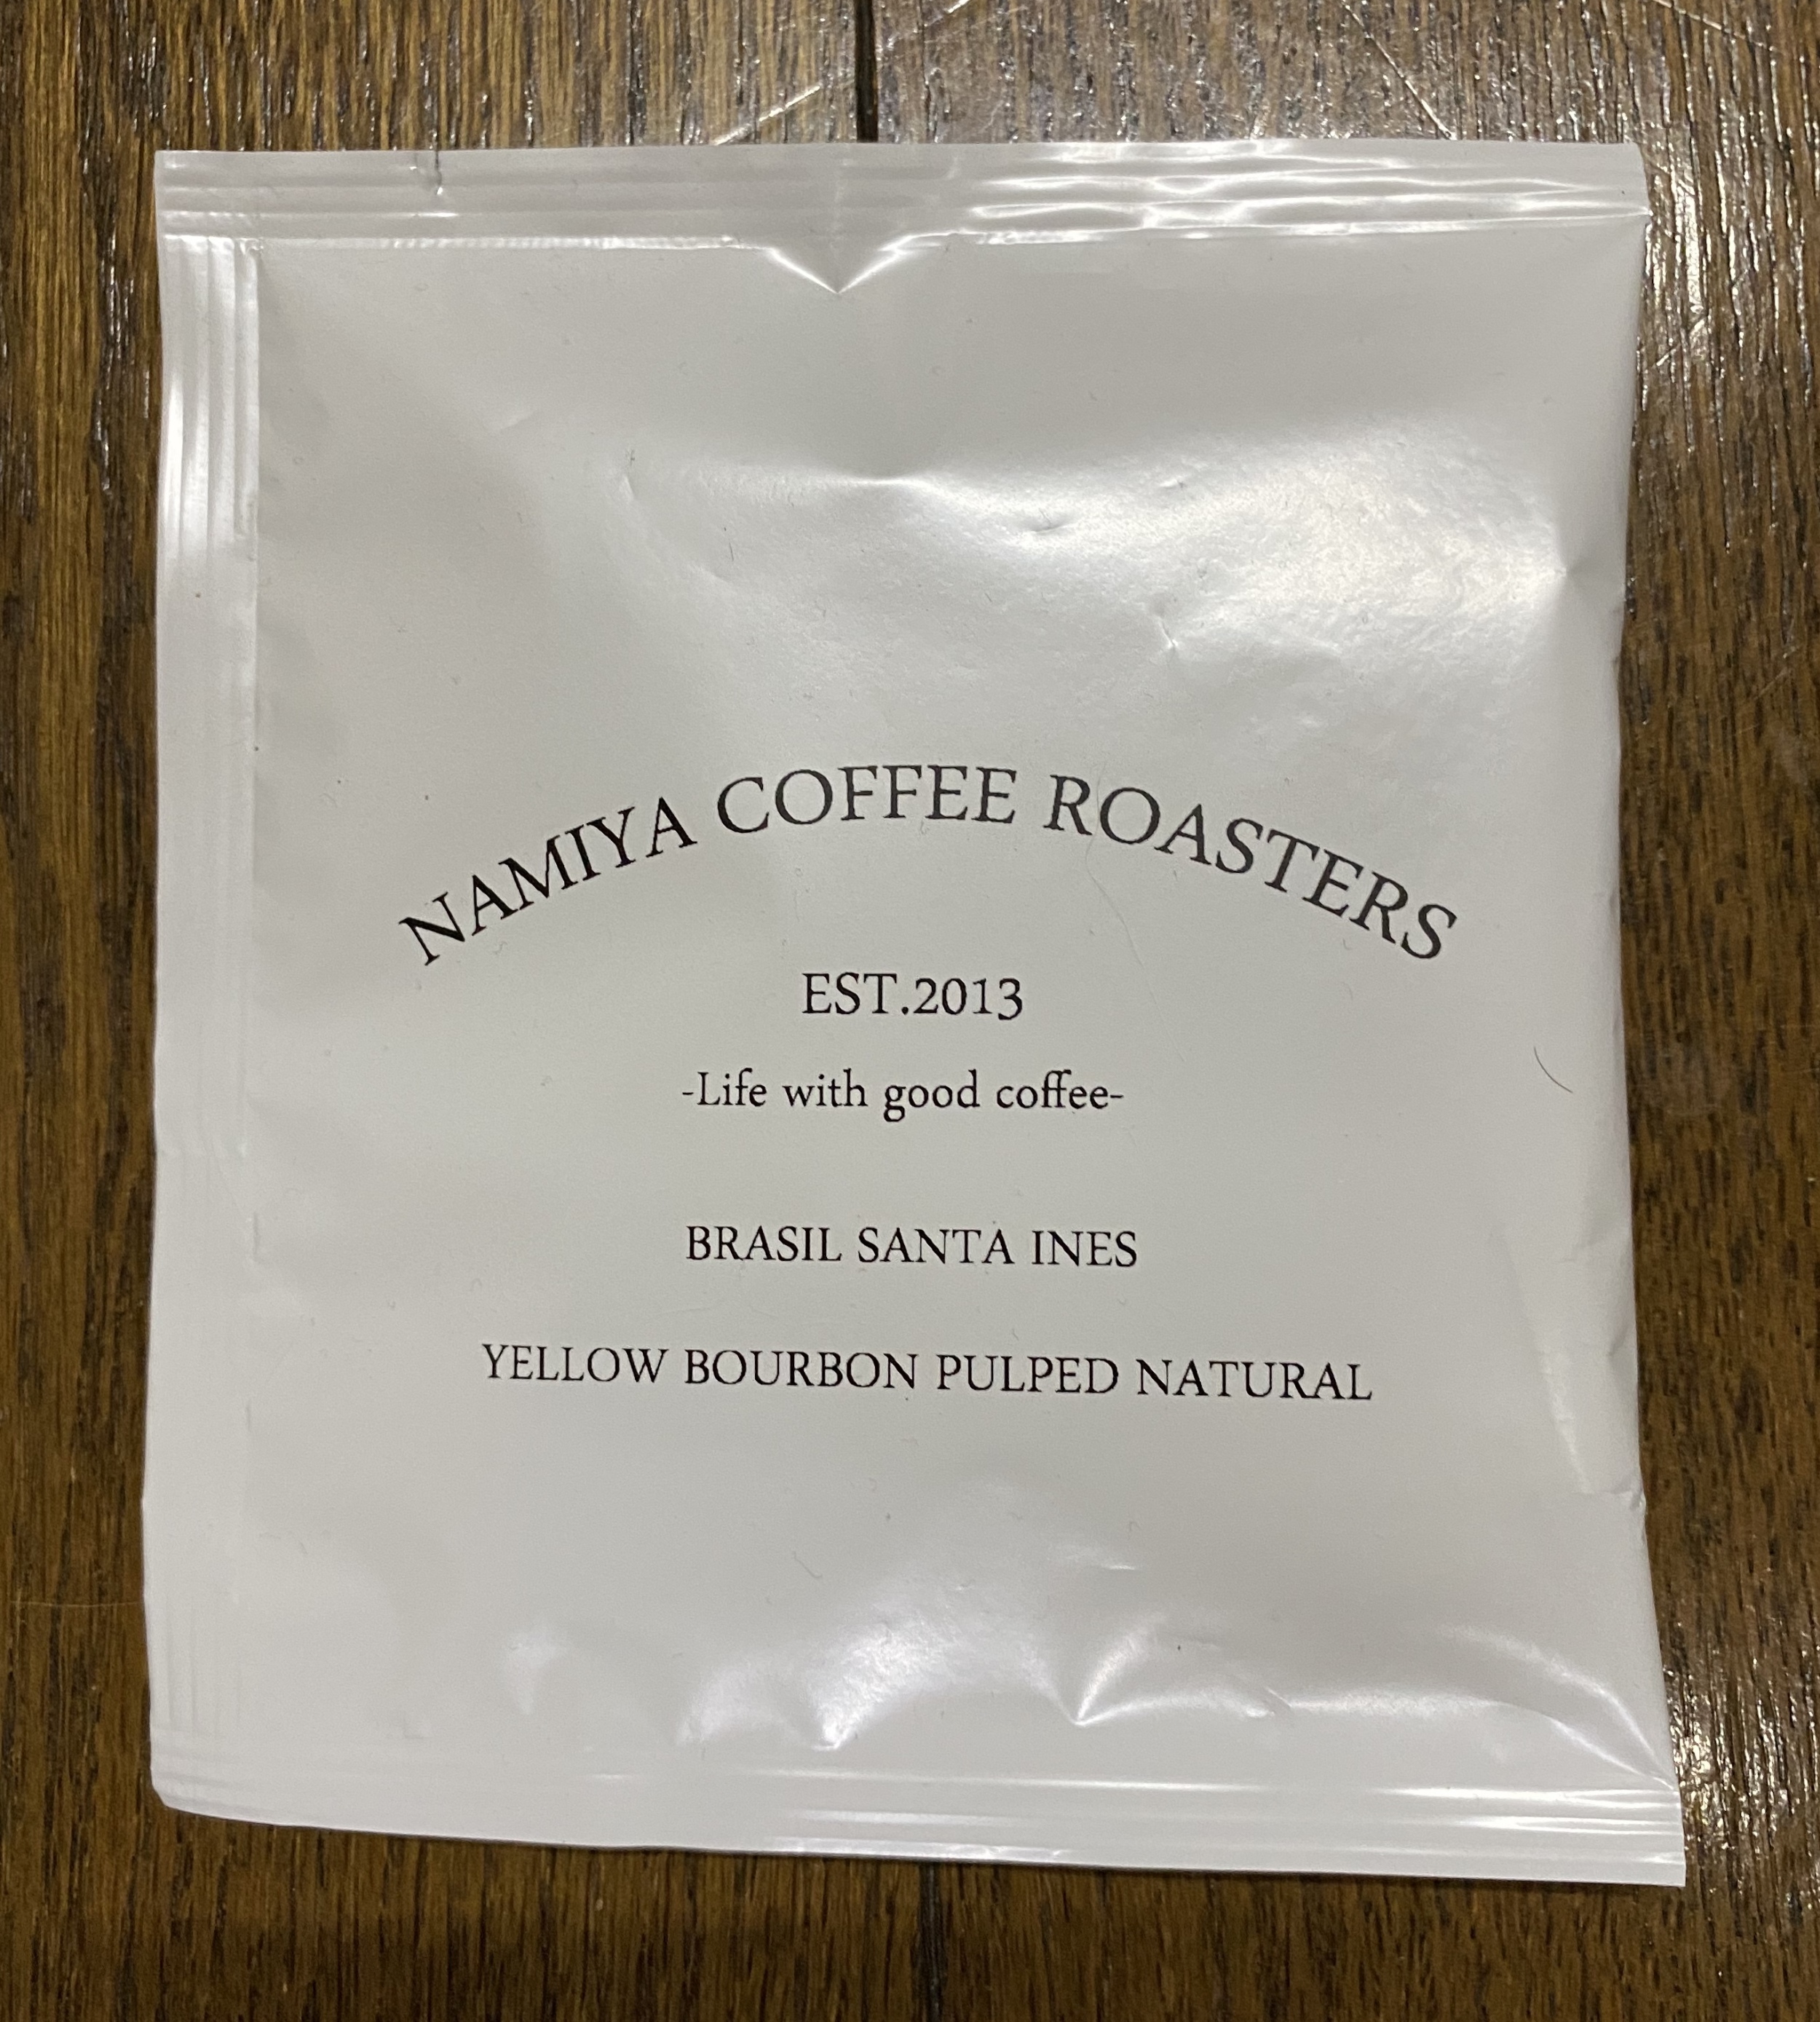 NAMIYA COFFEE ROASTERS
EST.2013
-Life with good coffee-
BRASIL SANTA INES
YELLOW BOURBON PULPED NATURAL